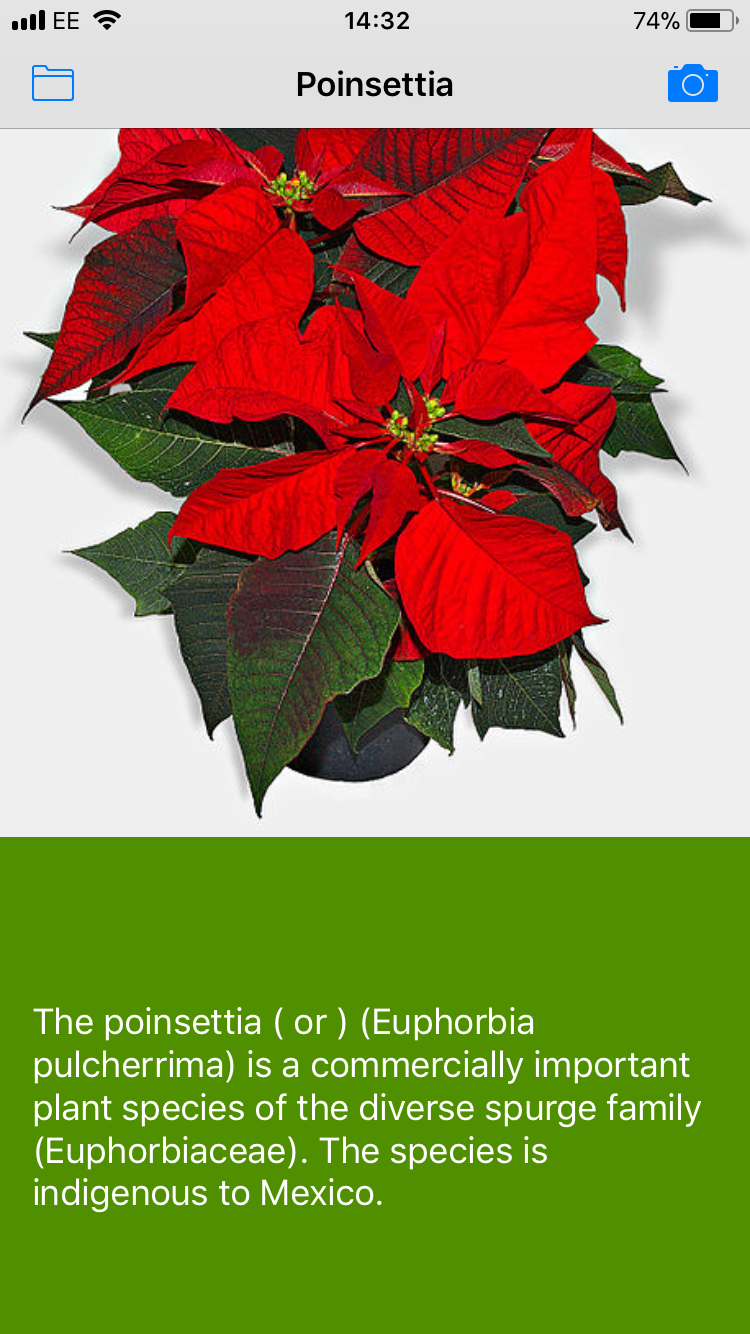 EE 14:32 74%
Poinsettia
The poinsettia ( or ) (Euphorbia
pulcherrima) is a commercially important
plant species of the diverse spurge family
(Euphorbiaceae). The species is
indigenous to Mexico.